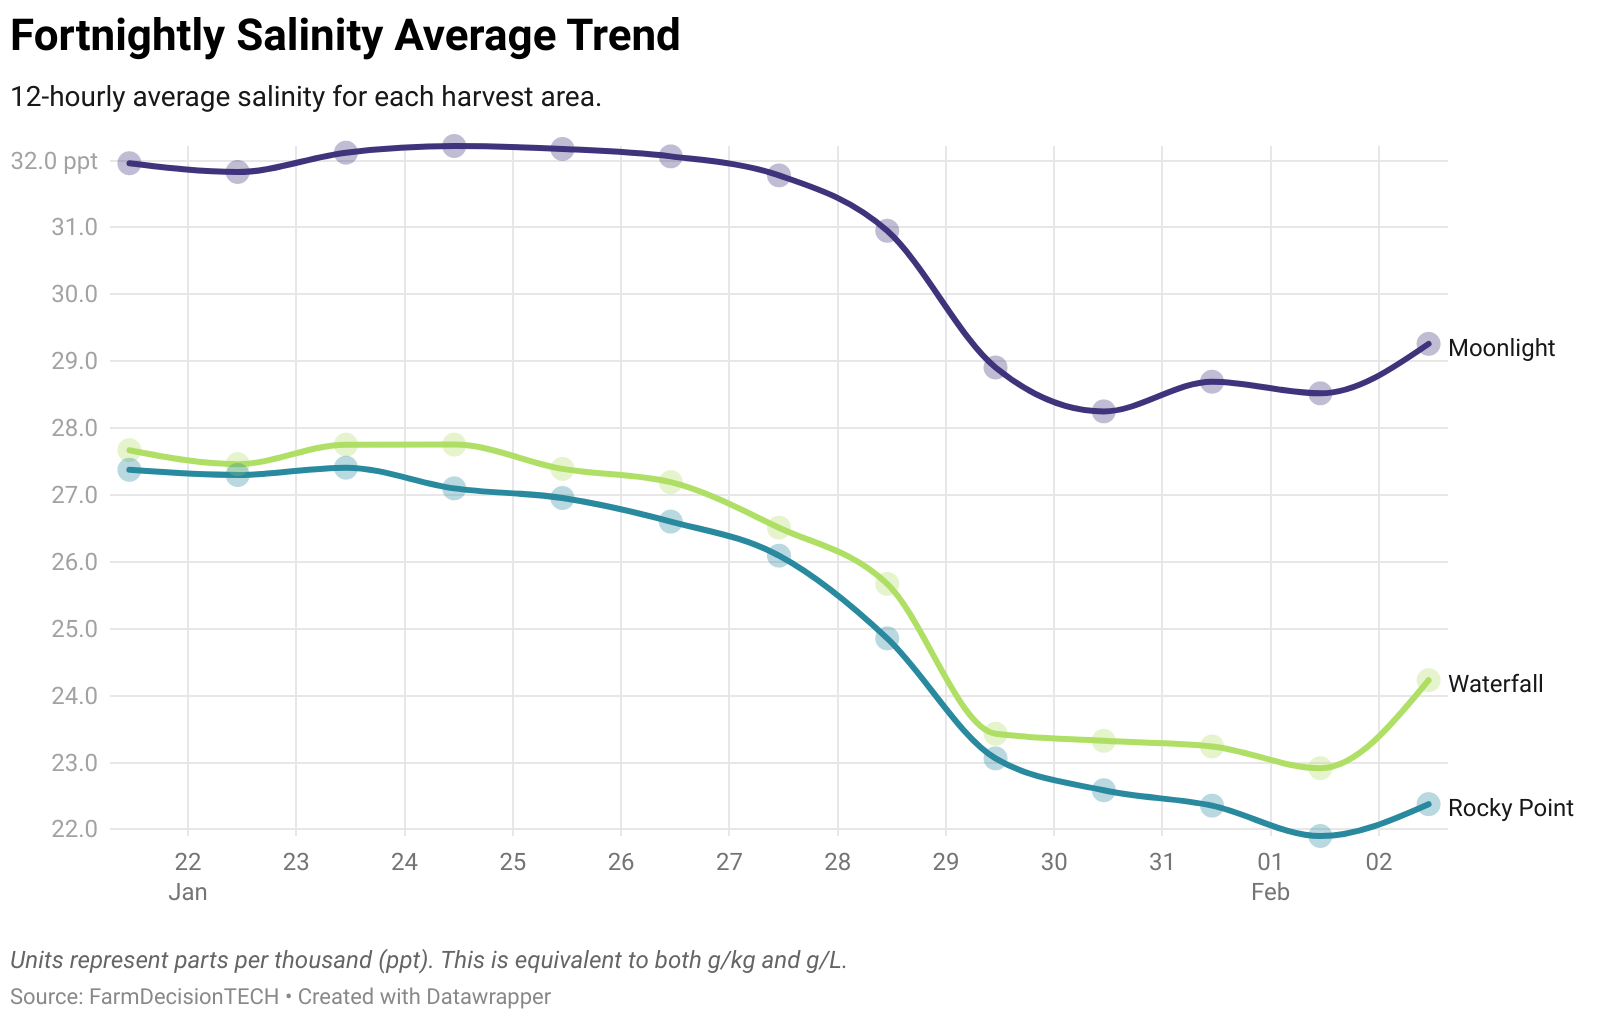 Fortnightly Salinity Average Trend
12-hourly average salinity for each harvest area.
32.0 ppt
31.0
30.0
29.0
28.0
27.0
26.0
25.0
24.0
23.0
22.0
Moonlight
Waterfall
Rocky Point
22 23 24 25 26 27 28 29 30 31 01 02
Jan Feb
Units represent parts per thousand (ppt). This is equivalent to both g/kg and g/L.
Source: FarmDecisionTECH • Created with Datawrapper